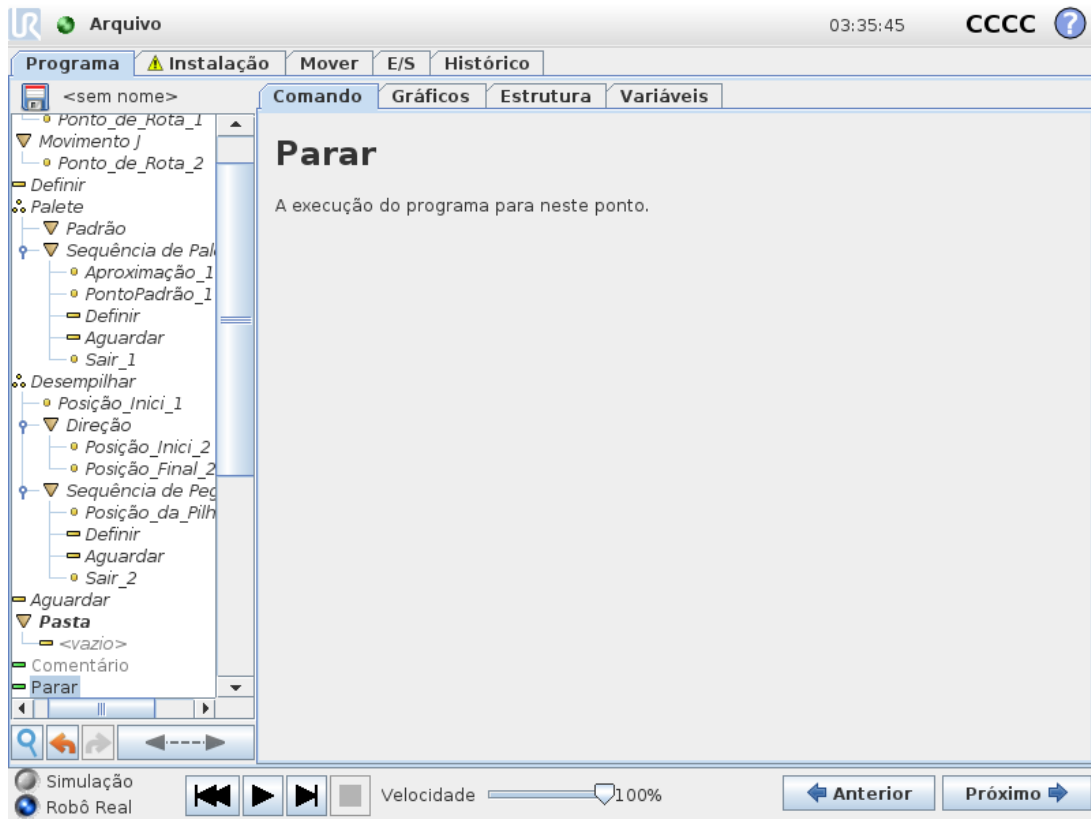 UR Arquivo 03:35:45 CCCC ?
Programa Instalação Mover E/S Histórico
<sem nome> Comando Gráficos Estrutura Variáveis
Ponto_de_Rota_1
Movimento J
Ponto_de_Rota_2
Definir
Palete
Padrão
Sequência de Pal
Aproximação_1
PontoPadrão_1
Definir
Aguardar
Sair_1
Desempilhar
Posição_Inici_1
Direção
Posição_Inici_2
Posição_Final_2
Sequência de Peg
Posição_da_Pilh
Definir
Aguardar
Sair_2
Aguardar
Pasta
<vazio>
Comentário
Parar
Parar
A execução do programa para neste ponto.
Simulação
Robô Real
Velocidade 100% Anterior Próximo